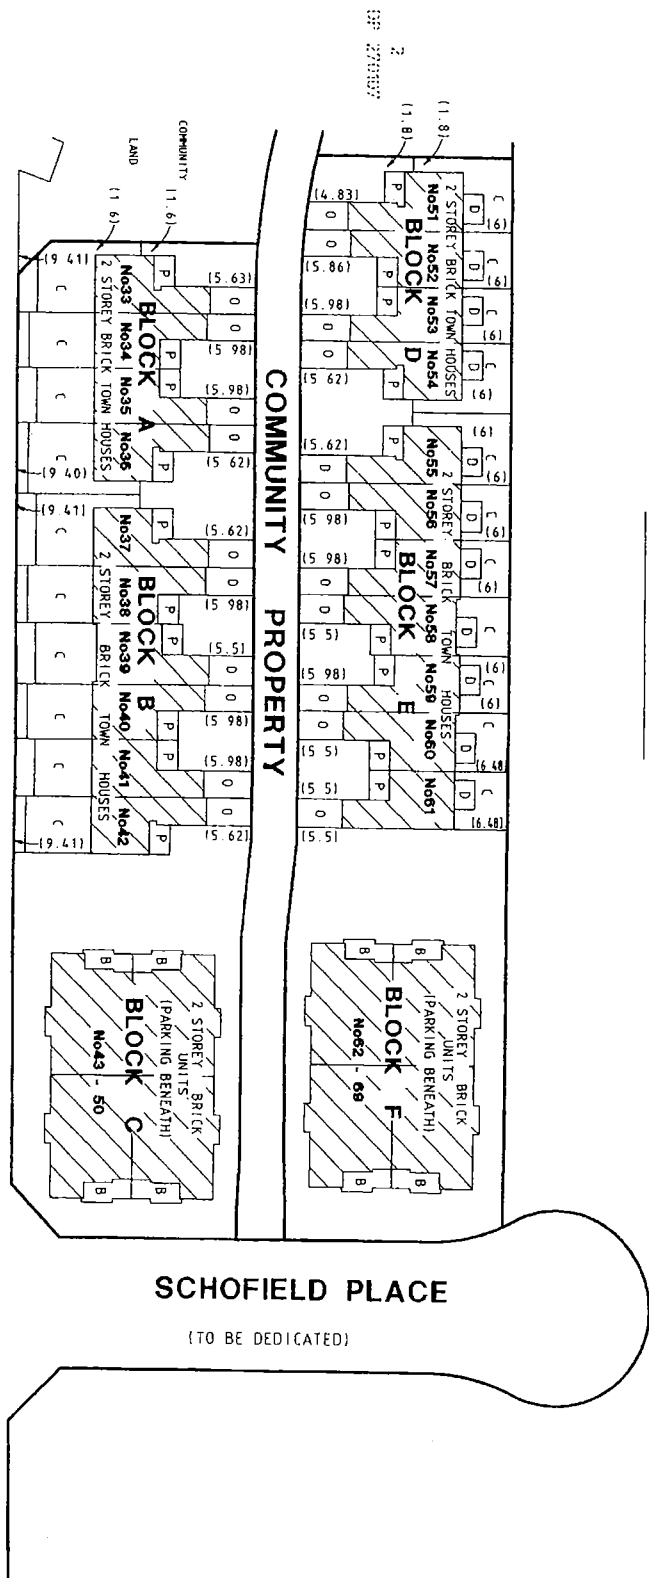 2
DP 270107
(1.8)
(1.8)
COMMUNITY
LAND
(1.6)
(1.6)
(4.83)
(5.86)
(5.98)
(5 62)
(5.62)
(5 98)
(5 98)
(5 5)
(5 98)
(5 5)
(5 5)
(5.5)
P
P
P
P
P
P
P
P
P
P
P
No51
No52
No53
No54
2 STOREY BRICK TOWN HOUSES
BLOCK D
No55
No56
No57
No58
No59
No60
No61
2 STOREY BRICK TOWN HOUSES
BLOCK E
D
D
D
D
D
D
D
D
D
D
D
C
C
C
C
C
C
C
C
C
C
C
(6)
(6)
(6)
(6)
(6)
(6)
(6)
(6)
(6)
(6)
(6.48)
(6.48)
COMMUNITY PROPERTY
(9 41)
(9 40)
(9.41)
(9.41)
No33
No34
No35
No36
2 STOREY BRICK TOWN HOUSES
BLOCK A
(5.63)
(5 98)
(5.98)
(5 62)
No37
No38
No39
No40
No41
No42
2 STOREY BRICK TOWN HOUSES
BLOCK B
(5.62)
(5 98)
(5.5)
(5 98)
(5.98)
(5.62)
P
P
P
P
P
P
P
P
P
P
C
C
C
C
C
C
C
C
C
C
2 STOREY BRICK
UNITS
(PARKING BENEATH)
BLOCK F
No62 - 69
B
B
B
B
2 STOREY BRICK
UNITS
(PARKING BENEATH)
BLOCK C
No43 - 50
B
B
B
B
SCHOFIELD PLACE
(TO BE DEDICATED)